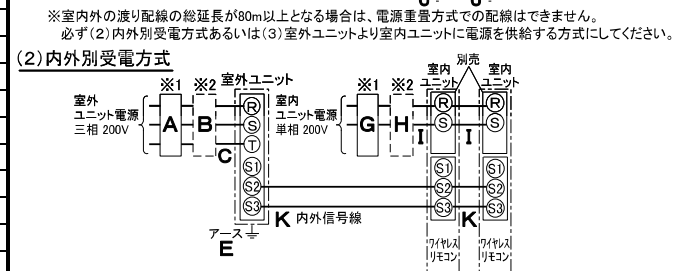 ※室内外の渡り配線の総延長が80m以上となる場合は、電源重畳方式での配線はできません。
必ず(2)内外別受電方式あるいは(3)室外ユニットより室内ユニットに電源を供給する方式にしてください。
(2)内外別受電方式
※1 ※2 室外ユニット
室外
ユニット電源
三相 200V
A B C
R
S
T
S1
S2
S3
アース
E
※1 ※2
室内
ユニット電源
単相 200V
G H I I
室内
ユニット
別売
室内
ユニット
R
S
S1
S2
S3
R
S
S1
S2
S3
K 内外信号線
K
ワイヤレス
リモコン
ワイヤレス
リモコン